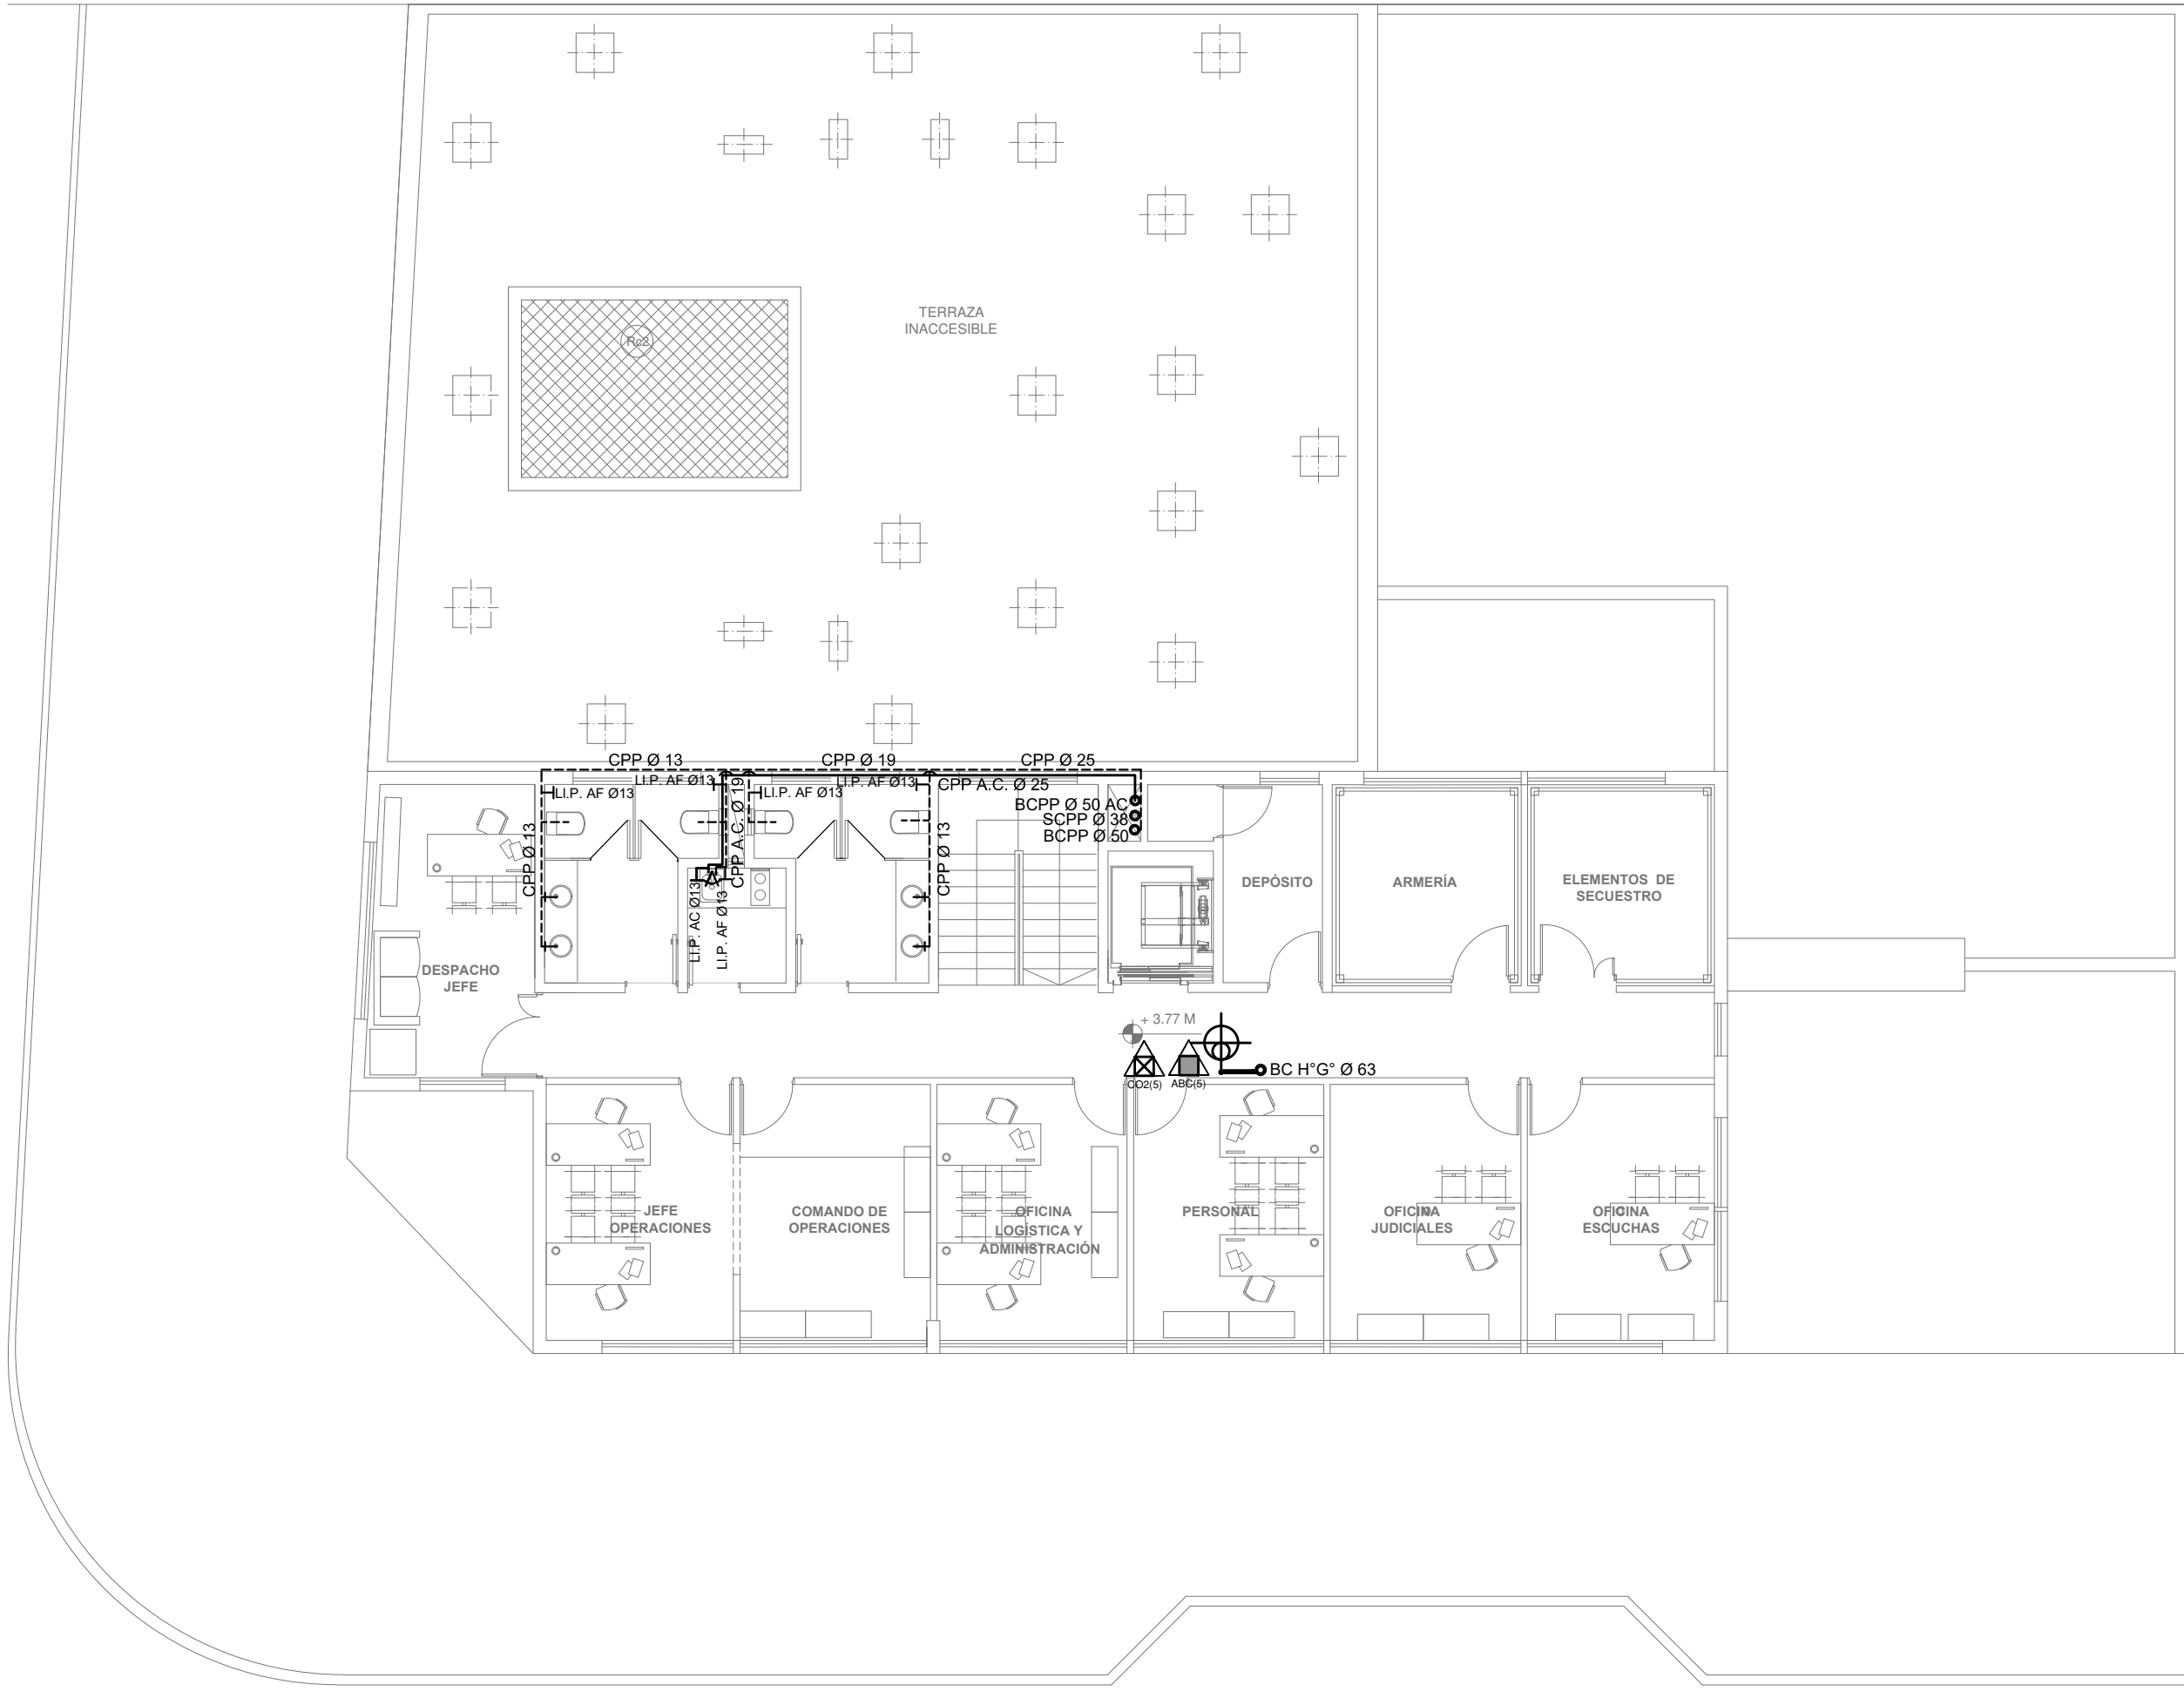 TERRAZA
INACCESIBLE
Rc2
CPP Ø 13
CPP Ø 19
CPP Ø 25
LI.P. AF Ø13
LI.P. AF Ø13
LI.P. AF Ø13
LI.P. AF Ø13
CPP A.C. Ø 25
CPP A.C. Ø 19
BCPP Ø 50 AC
SCPP Ø 38
BCPP Ø 50
CPP Ø 13
CPP Ø 13
LI.P. AC Ø13
LI.P. AF Ø13
DEPÓSITO
ARMERÍA
ELEMENTOS DE
SECUESTRO
DESPACHO
JEFE
+ 3.77 M
BC H°G° Ø 63
CO2(5)
ABC(5)
JEFE
OPERACIONES
COMANDO DE
OPERACIONES
OFICINA
LOGÍSTICA Y
ADMINISTRACIÓN
PERSONAL
OFICINA
JUDICIALES
OFICINA
ESCUCHAS